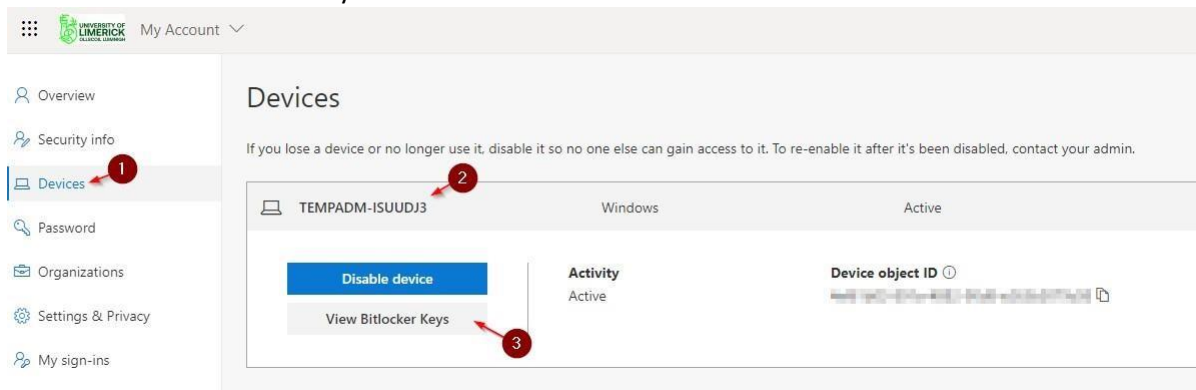 UNIVERSITY OF
LIMERICK
OLLSCOIL LUIMNIGH
My Account
Overview
Security info
Devices
Password
Organizations
Settings & Privacy
My sign-ins
1
Devices
If you lose a device or no longer use it, disable it so no one else can gain access to it. To re-enable it after it's been disabled, contact your admin.
2
TEMPADM-ISUUDJ3 Windows Active
Disable device
View Bitlocker Keys
3
Activity
Active
Device object ID